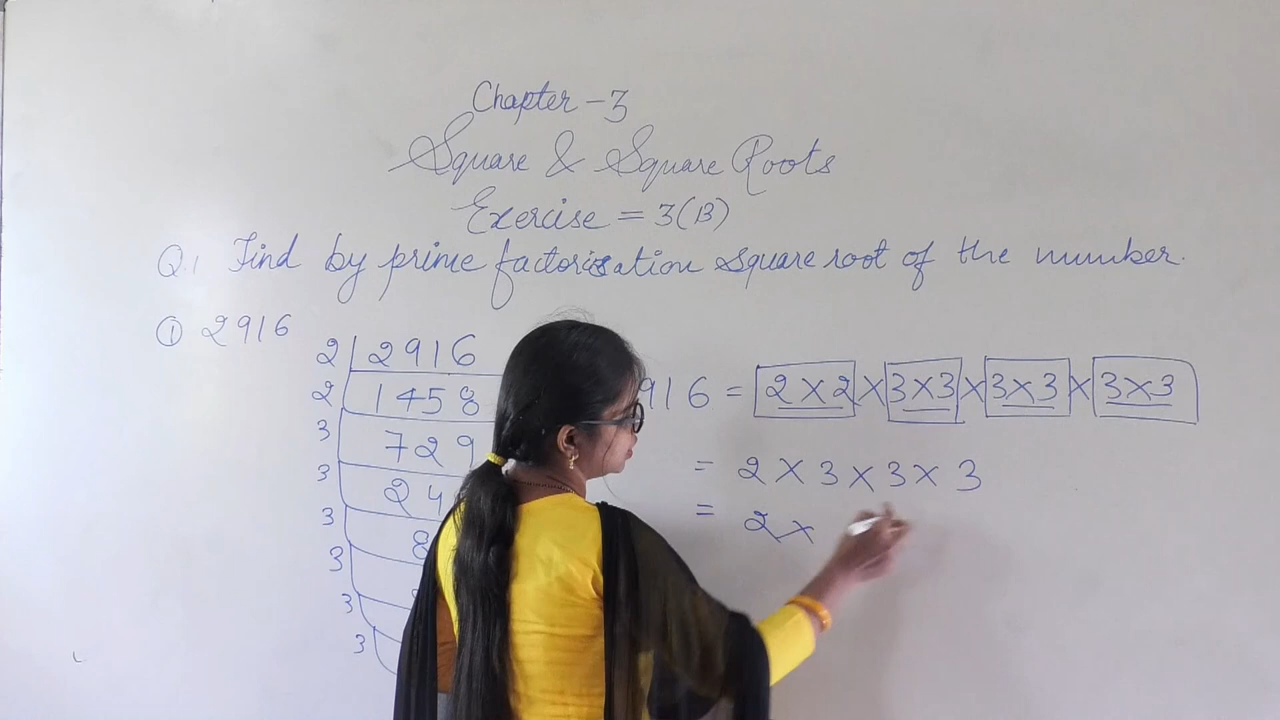 Chapter - 3
Square & Square Roots
Exercise = 3(B)
Q.1 Find by prime factorisation square root of the number.
① 2916
2 | 2916
2 | 1458
3 | 729
3 | 24
3 | 8
3
3
3
916 = 2 × 2 × 3 × 3 × 3 × 3 × 3 × 3
= 2 × 3 × 3 × 3
= 2 ×